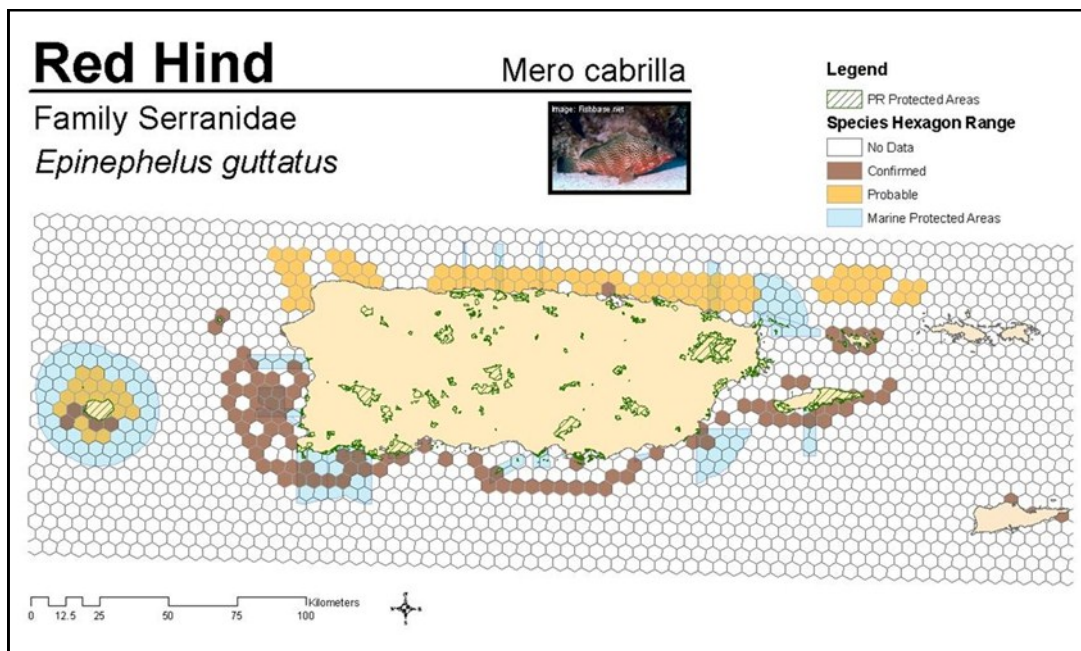 Red Hind
Mero cabrilla
Family Serranidae
Epinephelus guttatus
Image: Fishbase.net
Legend
PR Protected Areas
Species Hexagon Range
No Data
Confirmed
Probable
Marine Protected Areas
Kilometers
0 12.5 25 50 75 100